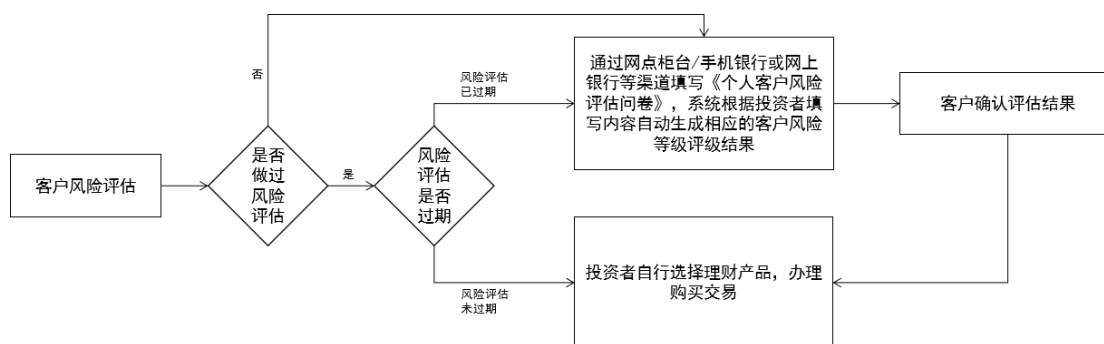 否
通过网点柜台/手机银行或网上
银行等渠道填写《个人客户风险
评估问卷》，系统根据投资者填
写内容自动生成相应的客户风险
等级评级结果
风险评估
已过期
客户确认评估结果
客户风险评估
是否
做过
风险
评估
是
风险
评估
是否
过期
风险评估
未过期
投资者自行选择理财产品，办理
购买交易